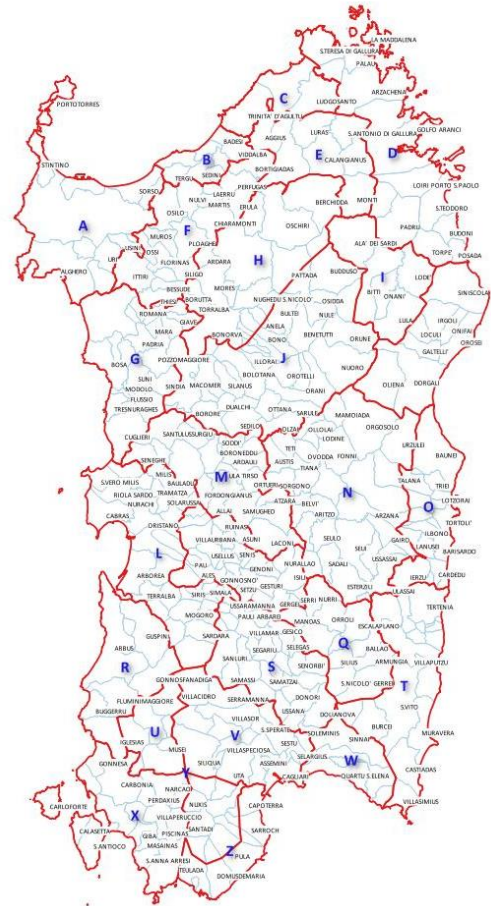 LA MADDALENA
S.TERESA DI GALLURA
PALAU
ARZACHENA
C
LUOGOSANTO
PORTOTORRES
TRINITA' D'AGULTU
AGGIUS
LURAS
S.ANTONIO DI GALLURA
GOLFO ARANCI
BADESI
VIDDALBA
E
CALANGIANUS
D
STINTINO
B
TERGU
SEDINI
BORTIGIADAS
LOIRI PORTO S.PAOLO
SORSO
PERFUGAS
LAERRU
NULVI
MARTIS
ERULA
BERCHIDDA
MONTI
S.TEODORO
OSILO
CHIARAMONTI
OSCHIRI
PADRU
BUDONI
A
F
MUROS
PLOAGHE
ALA' DEI SARDI
TORPE'
POSADA
USINI
OSSI
URI
FLORINAS
ARDARA
H
ALGHERO
ITTIRI
SILIGO
PATTADA
BUDDUSO'
I
LODE'
SINISCOLA
BESSUDE
MORES
BITTI
ONANI'
THIESI
BORUTTA
NUGHEDU S.NICOLO'
OSIDDA
TORRALBA
BULTEI
NULE
LULA
IRGOLI
ROMANA
GIAVE
ANELA
ONIFAI
MARA
BONORVA
BONO
BENETUTTI
ORUNE
LOCULI
OROSEI
PADRIA
GALTELLI'
G
POZZOMAGGIORE
ILLORAI
J
BOSA
BOLOTANA
OROTELLI
NUORO
SUNI
MODOLO
SINDIA
MACOMER
SILANUS
ORANI
OLIENA
DORGALI
FLUSSIO
DUALCHI
OTTANA
TRESNURAGHES
BORORE
SARULE
SEDILO
OLZAI
MAMOIADA
CUGLIERI
SANTULUSSURGIU
OLLOLAI
ORGOSOLO
SODDI'
LODINE
SENEGHE
BORONEDDU
TETI
URZULEI
BAUNEI
ARDAULI
AUSTIS
OVODDA
FONNI
MILIS
M
ULA TIRSO
TIANA
TALANA
S.VERO MILIS
BAULADU
ORTUERI
SORGONO
TRIEI
RIOLA SARDO
TRAMATZA
FORDONGIANUS
N
O
NURACHI
SOLARUSSA
ATZARA
BELVI'
LOTZORAI
CABRAS
ALLAI
SAMUGHEO
ARITZO
ARZANA
TORTOLI'
ORISTANO
RUINAS
ILBONO
VILLAURBANA
ASUNI
SEULO
GAIRO
LANUSEI
BARISARDO
L
USELLUS
SENIS
LACONI
SEUI
USSASSAI
PAU
GENONI
NURALLAO
SADALI
CARDEDU
ARBOREA
ALES
GONNOSNO'
ISILI
IERZU
TERRALBA
SIRIS
SIMALA
GESTURI
ESTERZILI
ULASSAI
SETZU
SERRI
NURRI
USSARAMANNA
GERGEI
TERTENIA
MOGORO
PAULI ARBAREI
MANDAS
ORROLI
GUSPINI
SARDARA
VILLAMAR
GESICO
ESCALAPLANO
ARBUS
SEGARIU
Q
BALLAO
SELEGAS
R
SANLURI
S
SILIUS
ARMUNGIA
VILLAPUTZU
SENORBI'
GONNOSFANADIGA
SAMASSI
SAMATZAI
S.NICOLO' GERREI
T
VILLACIDRO
SERRAMANNA
DONORI
S.VITO
FLUMINIMAGGIORE
USSANA
DOLIANOVA
BUGGERRU
BURCEI
VILLASOR
U
V
S.SPERATE
SOLEMINIS
MURAVERA
IGLESIAS
MUSEI
SESTU
SINNAI
VILLASPECIOSA
GONNESA
SILIQUA
ASSEMINI
SELARGIUS
W
CASTIADAS
Y
UTA
CAGLIARI
QUARTU S.ELENA
CARBONIA
NARCAO
CARLOFORTE
PERDAXIUS
NUXIS
CAPOTERRA
VILLASIMIUS
X
VILLAPERUCCIO
CALASETTA
GIBA
PISCINAS
SANTADI
SARROCH
S.ANTIOCO
MASAINAS
Z
PULA
S.ANNA ARRESI
TEULADA
DOMUSDEMARIA